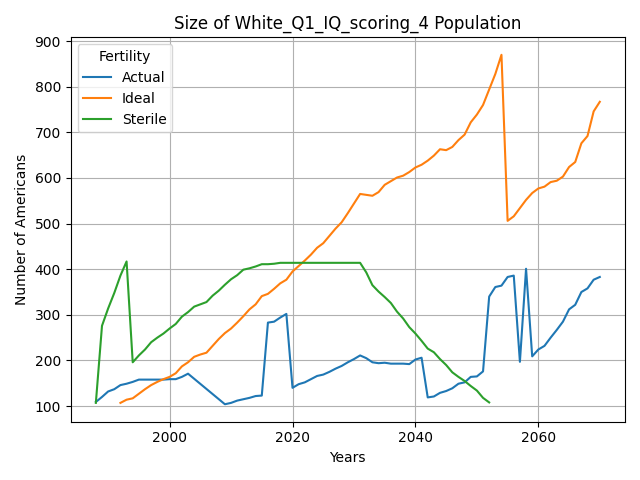 Size of White_Q1_IQ_scoring_4 Population
Number of Americans
900
800
700
600
500
400
300
200
100
Fertility
Actual
Ideal
Sterile
2000 2020 2040 2060
Years